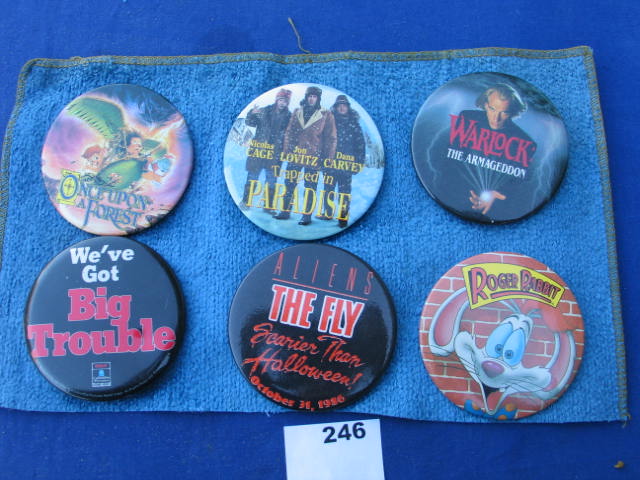 ONCE UPON
A FOREST
Nicolas Jon Dana
CAGE LOVITZ CARVEY
Trapped in
PARADISE
WARLOCK:
THE ARMAGEDDON
We've
Got
Big
Trouble
ALIENS
THE FLY
Scarier Than
Halloween!
October 31, 1986
ROGER RABBIT
246